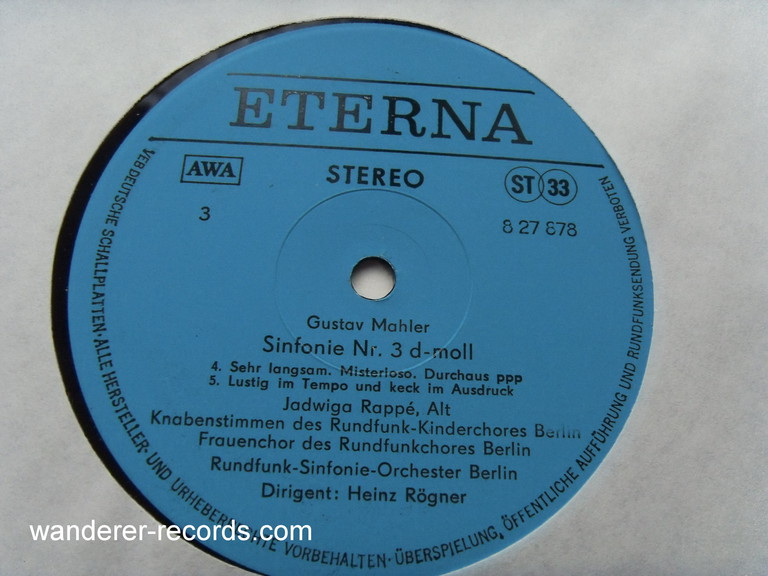 ETERNA
AWA
STEREO
ST 33
3
8 27 878
Gustav Mahler
Sinfonie Nr. 3 d-moll
4. Sehr langsam. Misterioso. Durchaus ppp
5. Lustig im Tempo und keck im Ausdruck
Jadwiga Rappé, Alt
Knabenstimmen des Rundfunk-Kinderchores Berlin
Frauenchor des Rundfunkchores Berlin
Rundfunk-Sinfonie-Orchester Berlin
Dirigent: Heinz Rögner
VEB DEUTSCHE SCHALLPLATTEN · ALLE HERSTELLER- UND URHEBERRECHTE VORBEHALTEN · ÜBERSPIELUNG, ÖFFENTLICHE AUFFÜHRUNG UND RUNDFUNKSENDUNG VERBOTEN
wanderer-records.com